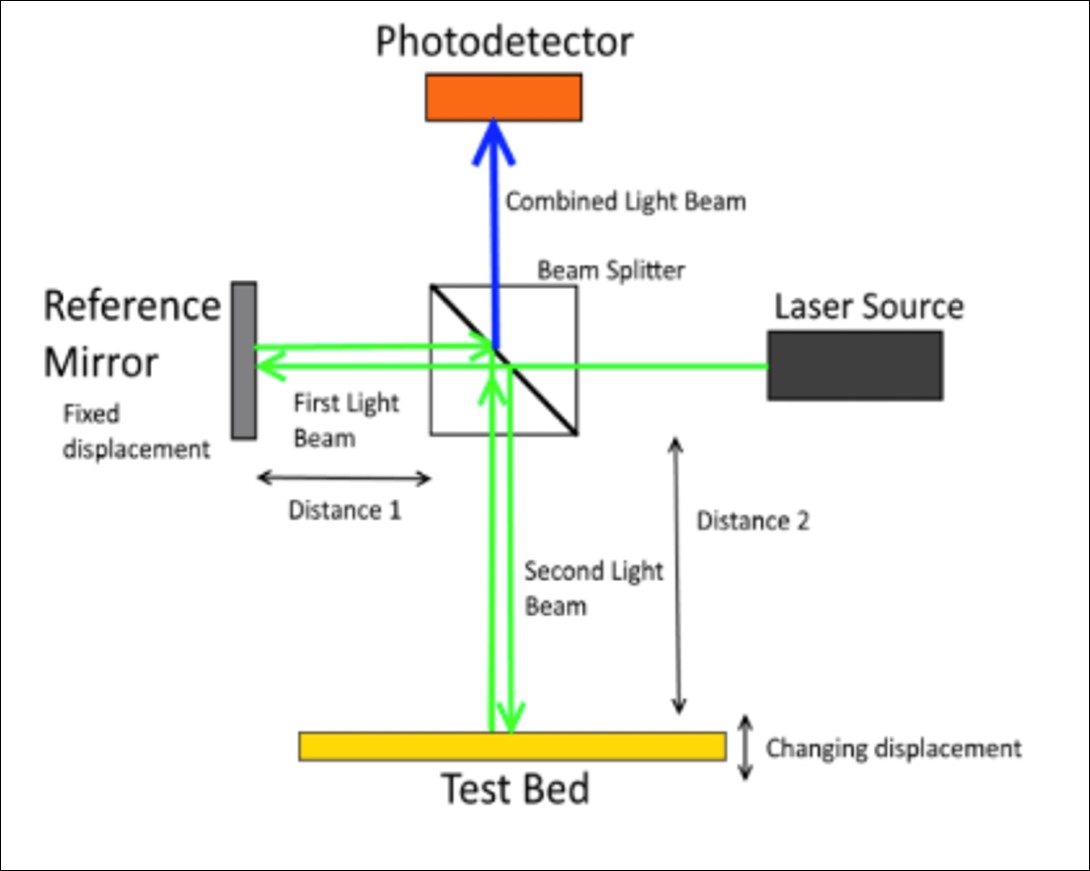 Photodetector
Combined Light Beam
Beam Splitter
Reference
Mirror
Laser Source
Fixed
displacement
First Light
Beam
Distance 1
Distance 2
Second Light
Beam
Changing displacement
Test Bed